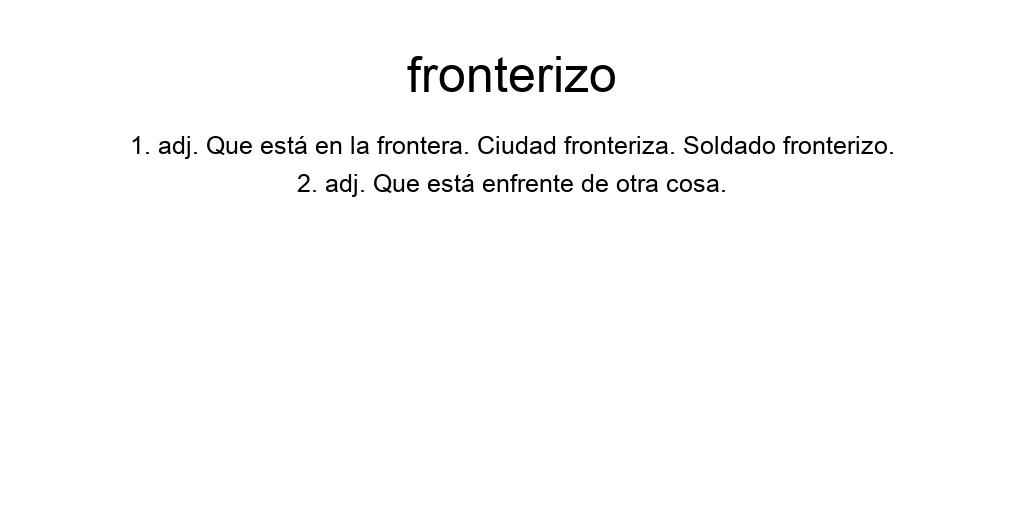 fronterizo
1. adj. Que está en la frontera. Ciudad fronteriza. Soldado fronterizo.
2. adj. Que está enfrente de otra cosa.